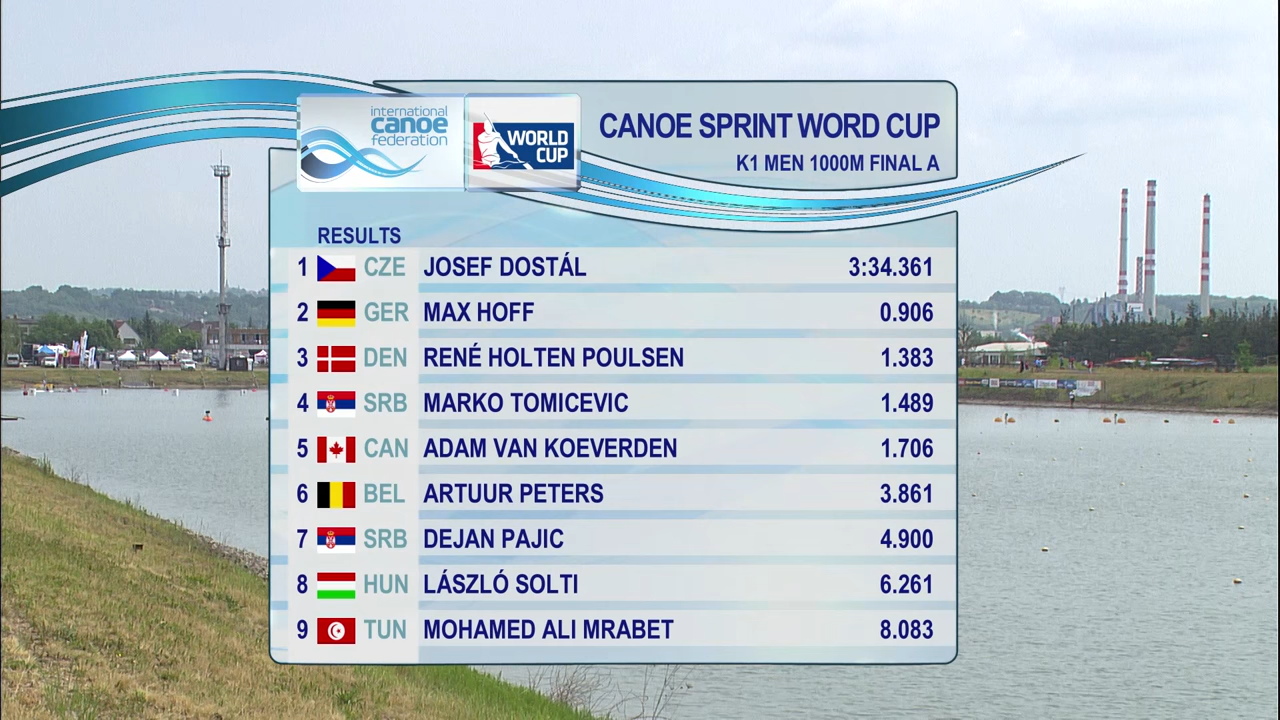 international
canoe
federation
WORLD
CUP
CANOE SPRINT WORD CUP
K1 MEN 1000M FINAL A
RESULTS
1 CZE JOSEF DOSTÁL 3:34.361
2 GER MAX HOFF 0.906
3 DEN RENÉ HOLTEN POULSEN 1.383
4 SRB MARKO TOMICEVIC 1.489
5 CAN ADAM VAN KOEVERDEN 1.706
6 BEL ARTUUR PETERS 3.861
7 SRB DEJAN PAJIC 4.900
8 HUN LÁSZLÓ SOLTI 6.261
9 TUN MOHAMED ALI MRABET 8.083